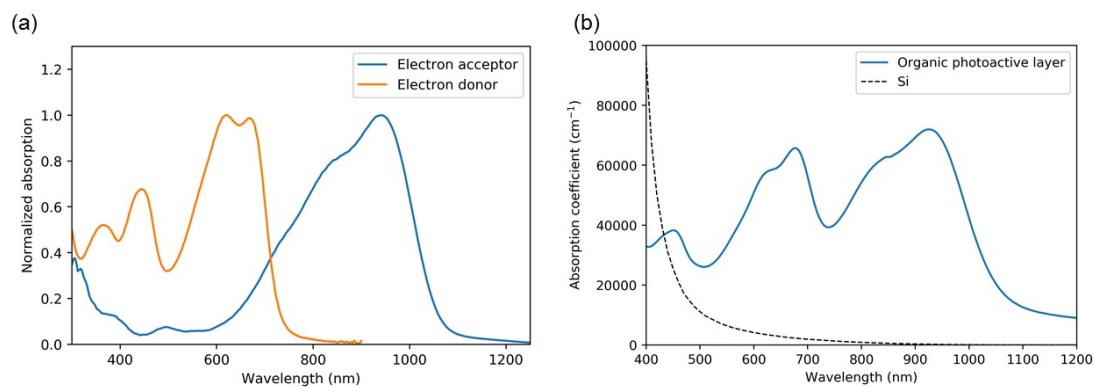 (a)
1.2
1.0
0.8
0.6
0.4
0.2
0.0
Normalized absorption
Electron acceptor
Electron donor
400
600
800
1000
1200
Wavelength (nm)
(b)
100000
80000
60000
40000
20000
0
Absorption coefficient (cm⁻¹)
Organic photoactive layer
Si
400
500
600
700
800
900
1000
1100
1200
Wavelength (nm)